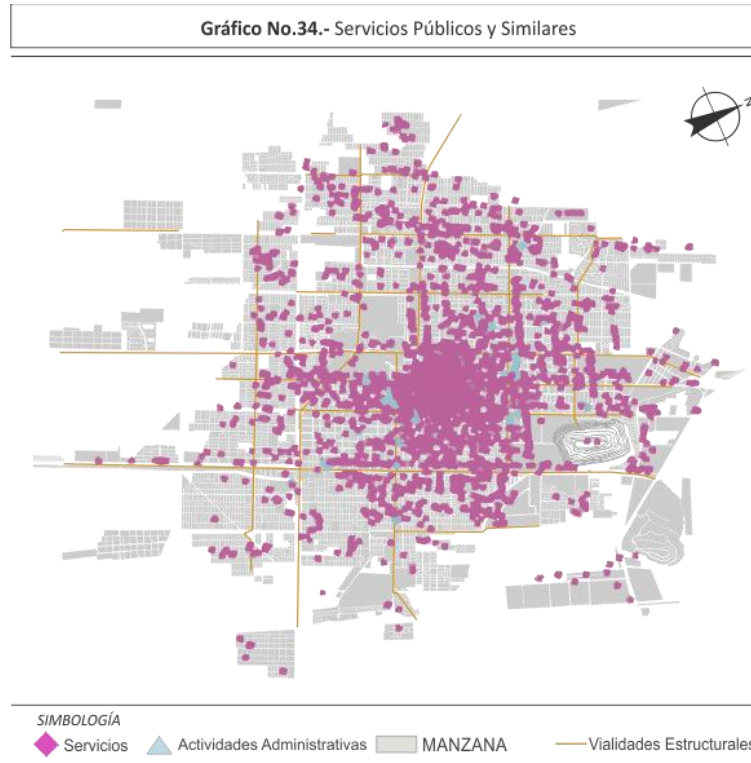 Gráfico No.34.- Servicios Públicos y Similares
N
SIMBOLOGÍA
Servicios Actividades Administrativas MANZANA Vialidades Estructurales